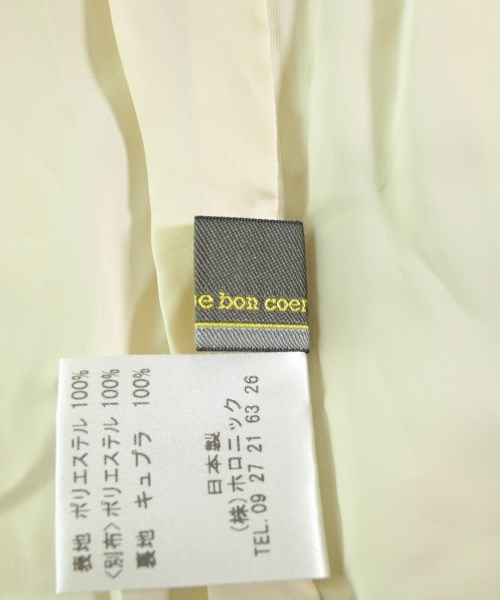 e bon coer
表地 ポリエステル 100%
<別布>ポリエステル 100%
裏地 キュプラ 100%
日本製
(株)ホロニック
TEL.09 27 21 63 26